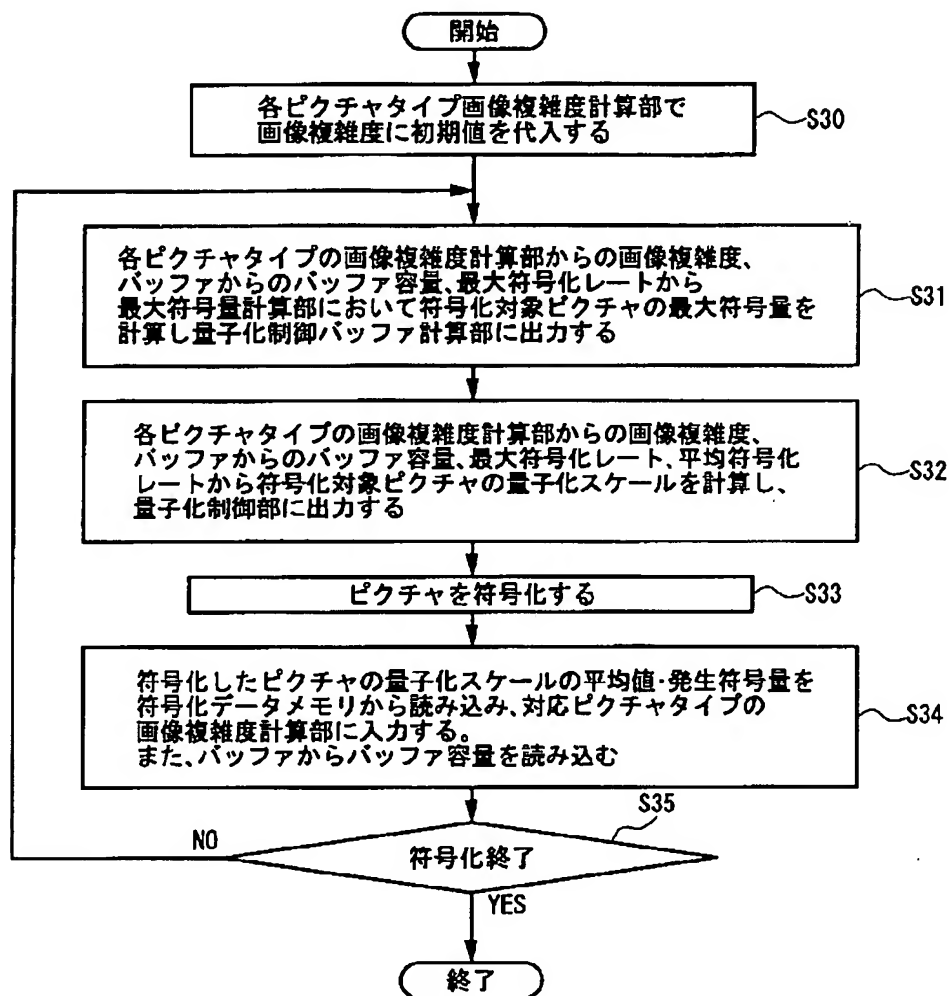 開始
各ピクチャタイプ画像複雑度計算部で
画像複雑度に初期値を代入する
S30
各ピクチャタイプの画像複雑度計算部からの画像複雑度、
バッファからのバッファ容量、最大符号化レートから
最大符号量計算部において符号化対象ピクチャの最大符号量を
計算し量子化制御バッファ計算部に出力する
S31
各ピクチャタイプの画像複雑度計算部からの画像複雑度、
バッファからのバッファ容量、最大符号化レート、平均符号化
レートから符号化対象ピクチャの量子化スケールを計算し、
量子化制御部に出力する
S32
ピクチャを符号化する
S33
符号化したピクチャの量子化スケールの平均値・発生符号量を
符号化データメモリから読み込み、対応ピクチャタイプの
画像複雑度計算部に入力する。
また、バッファからバッファ容量を読み込む
S34
S35
NO
符号化終了
YES
終了